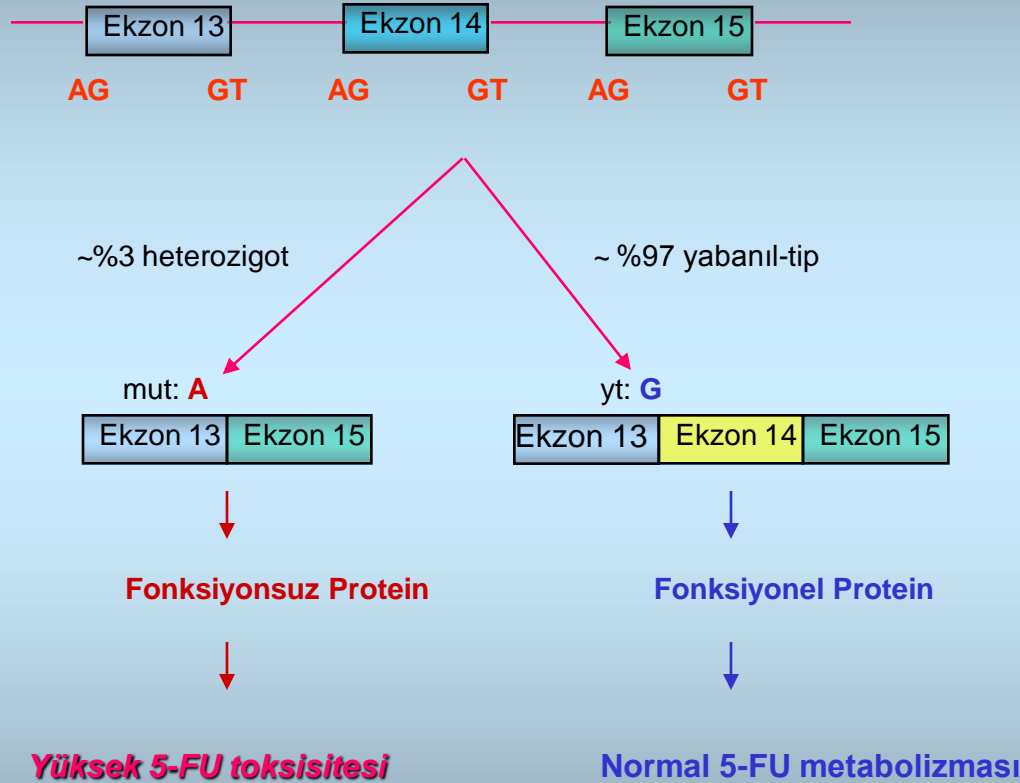 Ekzon 13 Ekzon 14 Ekzon 15
AG GT AG GT AG GT
~%3 heterozigot ~ %97 yabanıl-tip
mut: A yt: G
Ekzon 13 Ekzon 15 Ekzon 13 Ekzon 14 Ekzon 15
Fonksiyonsuz Protein Fonksiyonel Protein
Yüksek 5-FU toksisitesi Normal 5-FU metabolizması